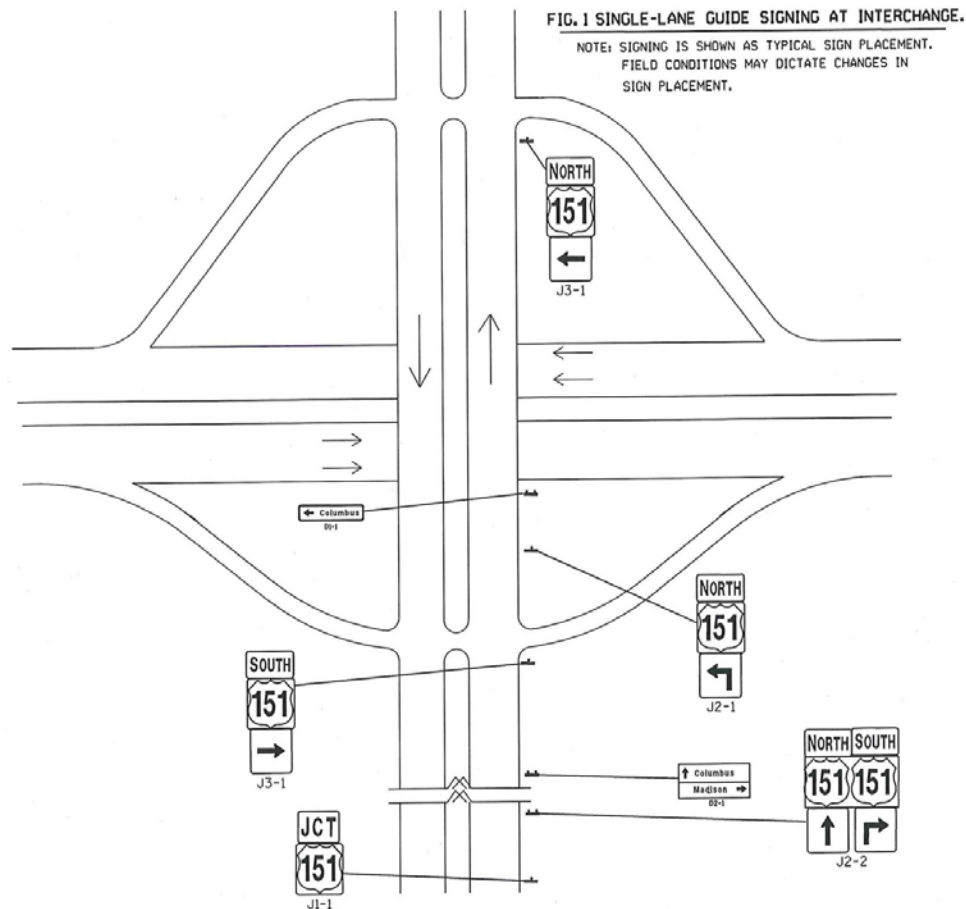 FIG. 1 SINGLE-LANE GUIDE SIGNING AT INTERCHANGE.
NOTE: SIGNING IS SHOWN AS TYPICAL SIGN PLACEMENT.
FIELD CONDITIONS MAY DICTATE CHANGES IN
SIGN PLACEMENT.
NORTH
151
←
J3-1
← Columbus
D1-1
NORTH
151
J2-1
SOUTH
151
→
J3-1
↑ Columbus
Madison →
D2-1
NORTH SOUTH
151 151
↑ ↱
J2-2
JCT
151
J1-1